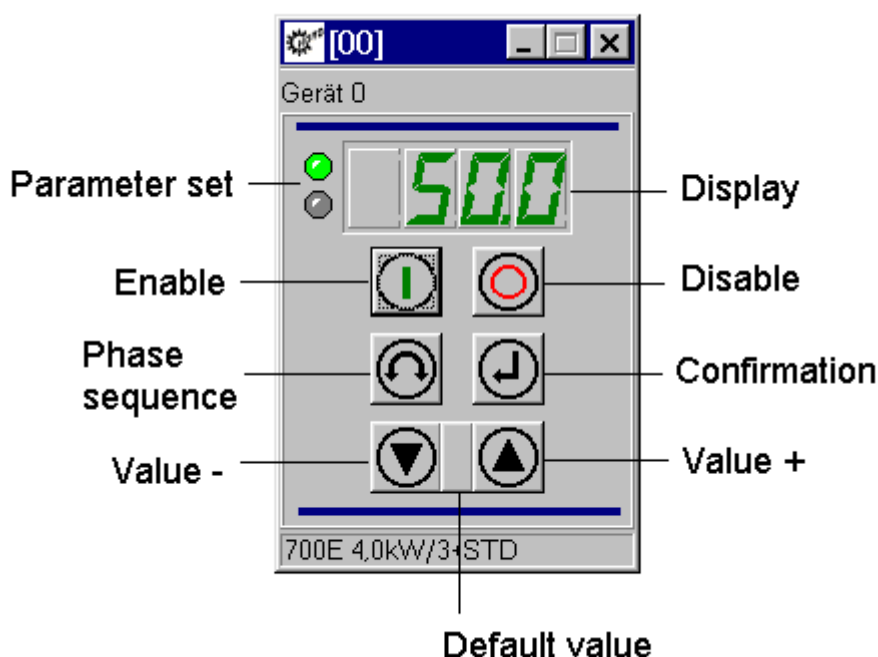 [00]
Gerät 0
Parameter set
50.0
Display
Enable
Disable
Phase
sequence
Confirmation
Value -
Value +
700E 4,0kW/3+STD
Default value